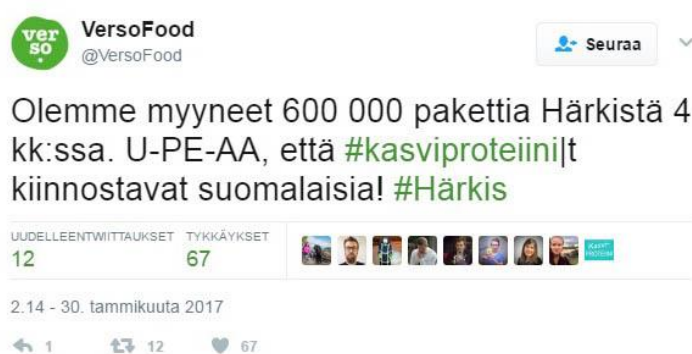 ver
so
VersoFood
@VersoFood
Seuraa
Olemme myyneet 600 000 pakettia Härkistä 4
kk:ssa. U-PE-AA, että #kasviproteiini|t
kiinnostavat suomalaisia! #Härkis
UUDELLEENTWIITTAUKSET TYKKÄYKSET
12 67
2.14 - 30. tammikuuta 2017
1 12 67